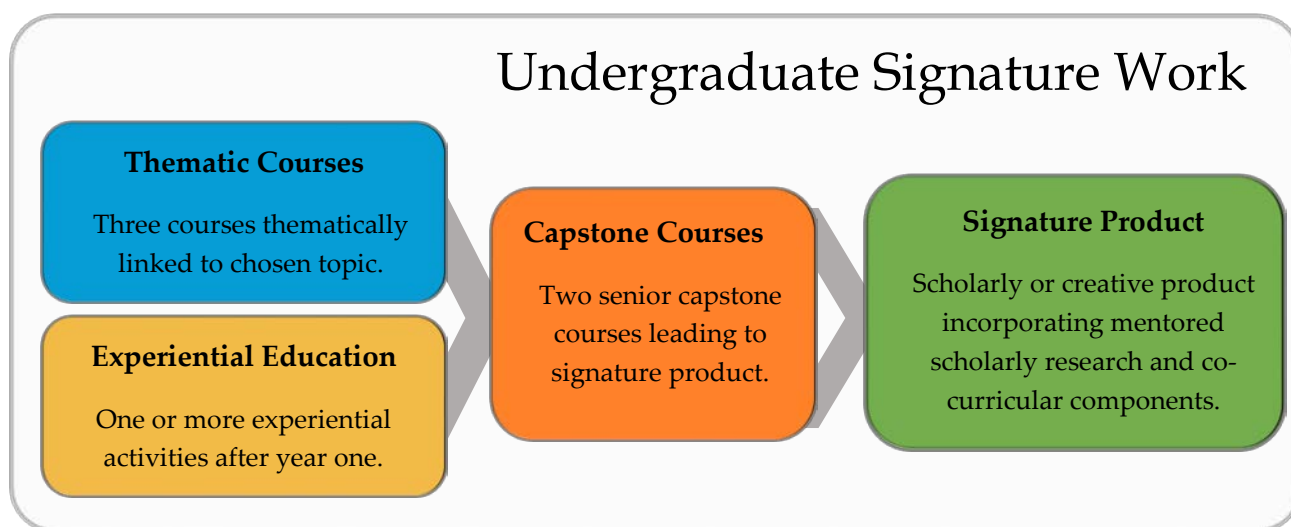 Undergraduate Signature Work
Thematic Courses
Three courses thematically
linked to chosen topic.
Experiential Education
One or more experiential
activities after year one.
Capstone Courses
Two senior capstone
courses leading to
signature product.
Signature Product
Scholarly or creative product
incorporating mentored
scholarly research and co-
curricular components.